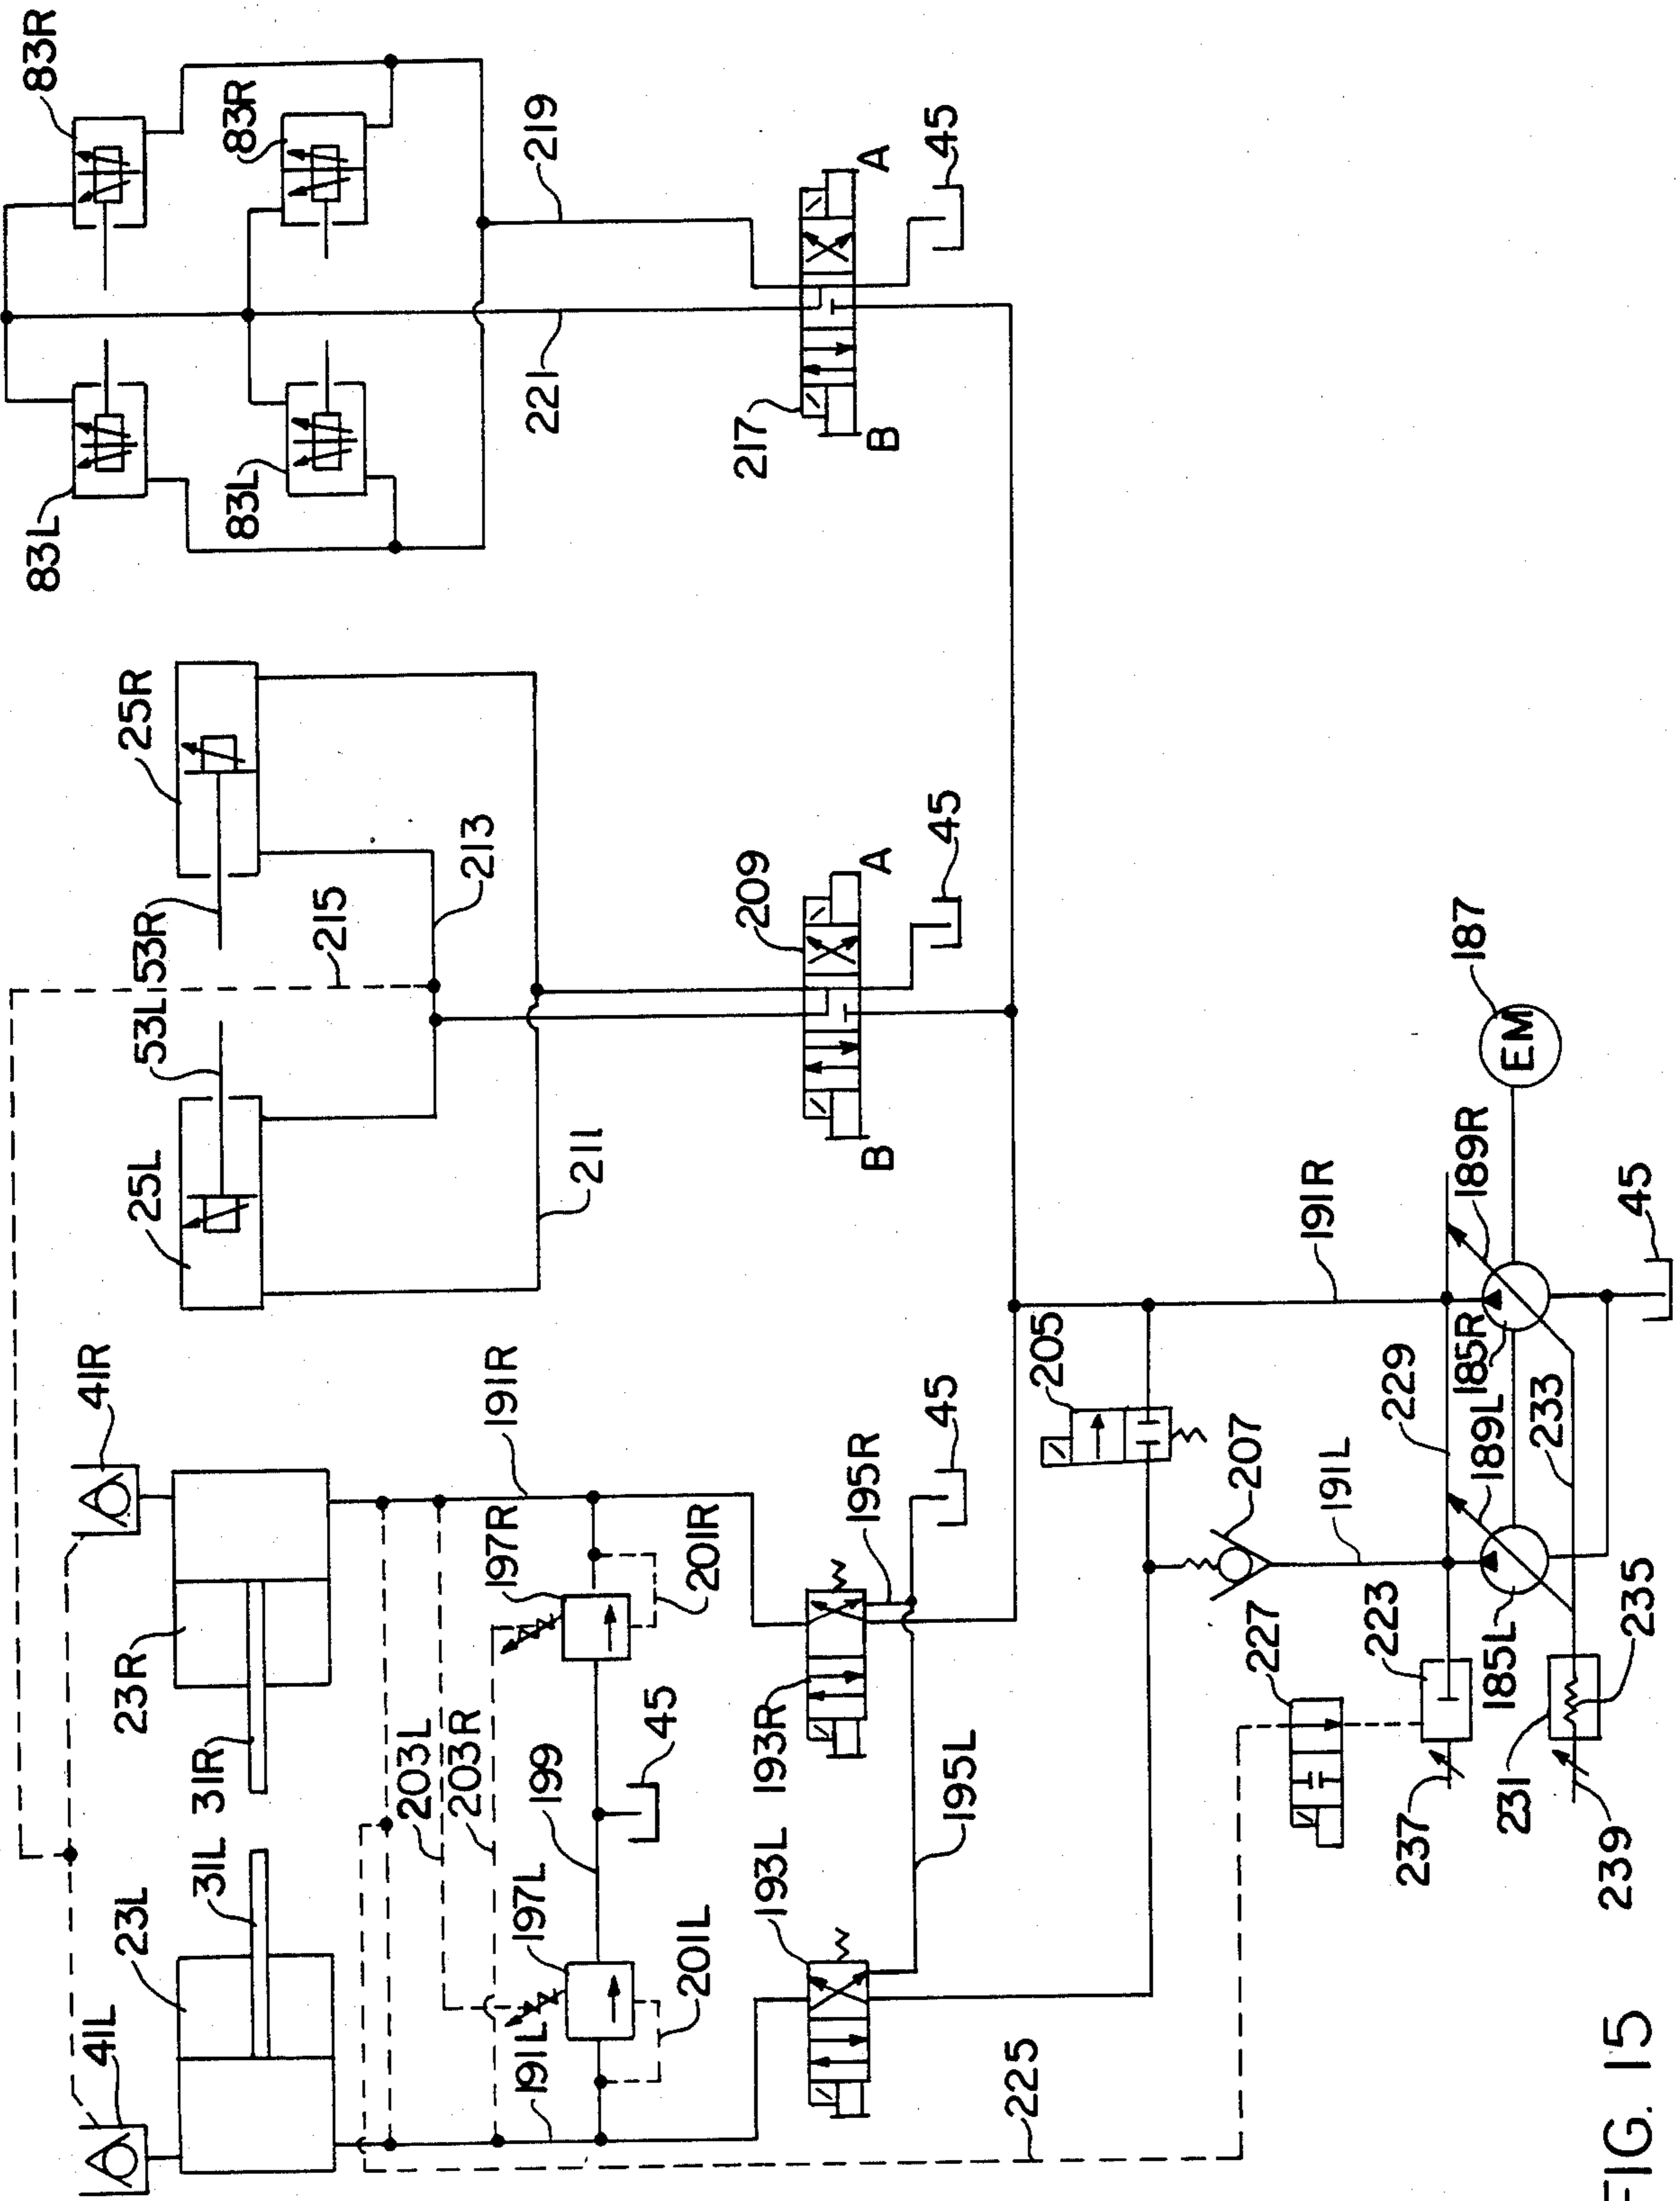 83R
83R
219
A
45
83L
83L
221
217
B
25R
53R
215
213
209
A
45
53L
25L
211
B
187
EM
41R
191R
189R
45
191R
205
229
185R
23R
31R
197R
201R
195R
45
207
191L
189L
233
203L
203R
199
45
193R
227
223
185L
235
31L
23L
197L
193L
195L
237
231
239
41L
191L
201L
225
FIG. 15